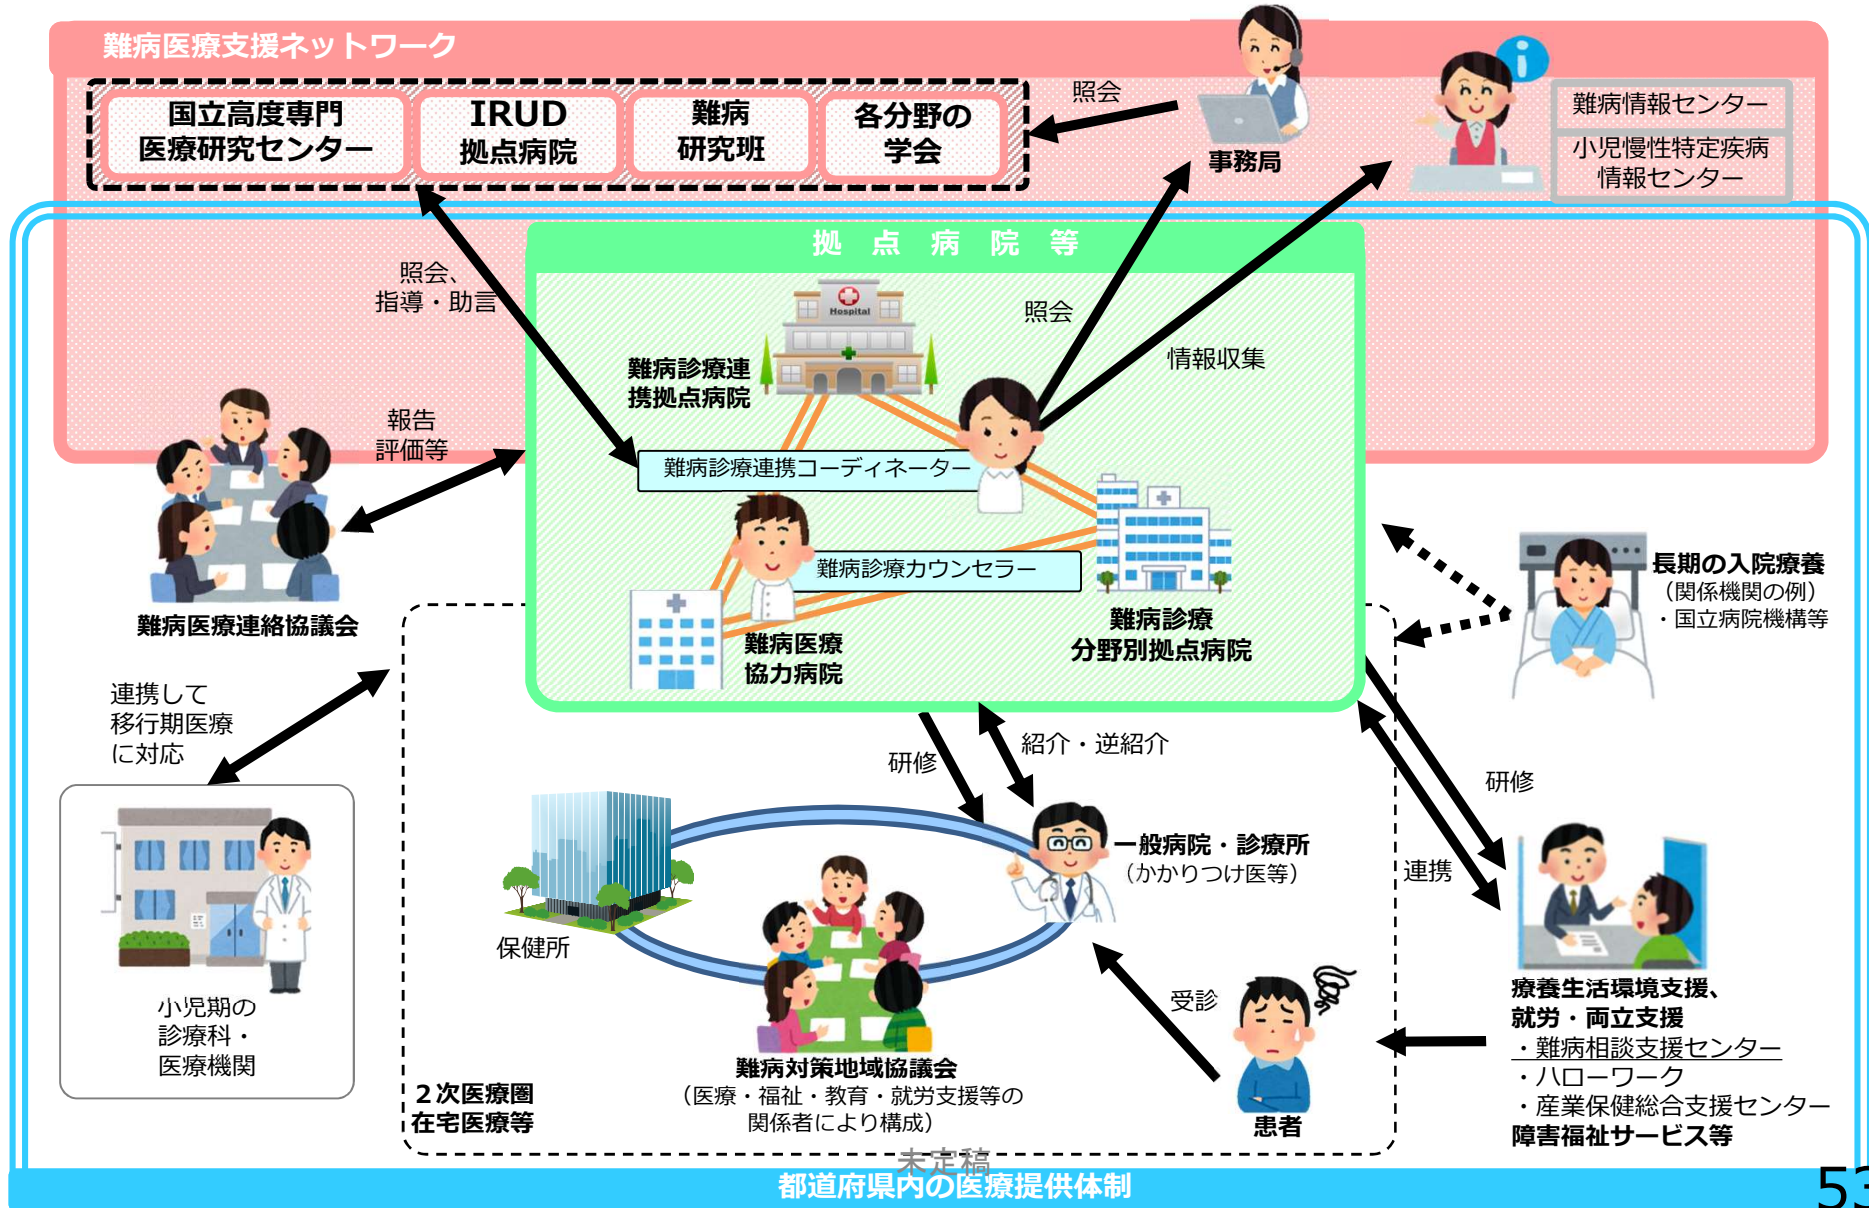 難病医療支援ネットワーク
国立高度専門
医療研究センター
IRUD
拠点病院
難病
研究班
各分野の
学会
照会
事務局
難病情報センター
小児慢性特定疾病
情報センター
拠点病院等
照会、
指導・助言
Hospital
難病診療連
携拠点病院
照会
情報収集
報告
評価等
難病診療連携コーディネーター
難病診療カウンセラー
難病医療連絡協議会
難病医療
協力病院
難病診療
分野別拠点病院
長期の入院療養
（関係機関の例）
・国立病院機構等
連携して
移行期医療
に対応
研修
紹介・逆紹介
研修
連携
一般病院・診療所
（かかりつけ医等）
保健所
小児期の
診療科・
医療機関
受診
難病対策地域協議会
（医療・福祉・教育・就労支援等の
関係者により構成）
２次医療圏
在宅医療等
患者
療養生活環境支援、
就労・両立支援
・難病相談支援センター
・ハローワーク
・産業保健総合支援センター
障害福祉サービス等
未定稿
都道府県内の医療提供体制
53